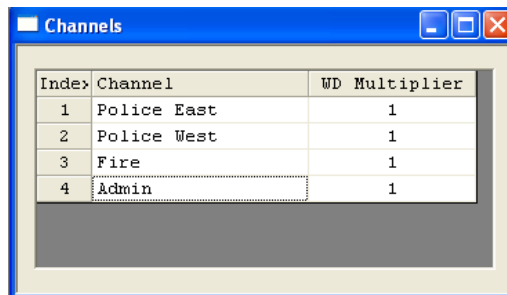 Channels
Index Channel WD Multiplier
1 Police East 1
2 Police West 1
3 Fire 1
4 Admin 1